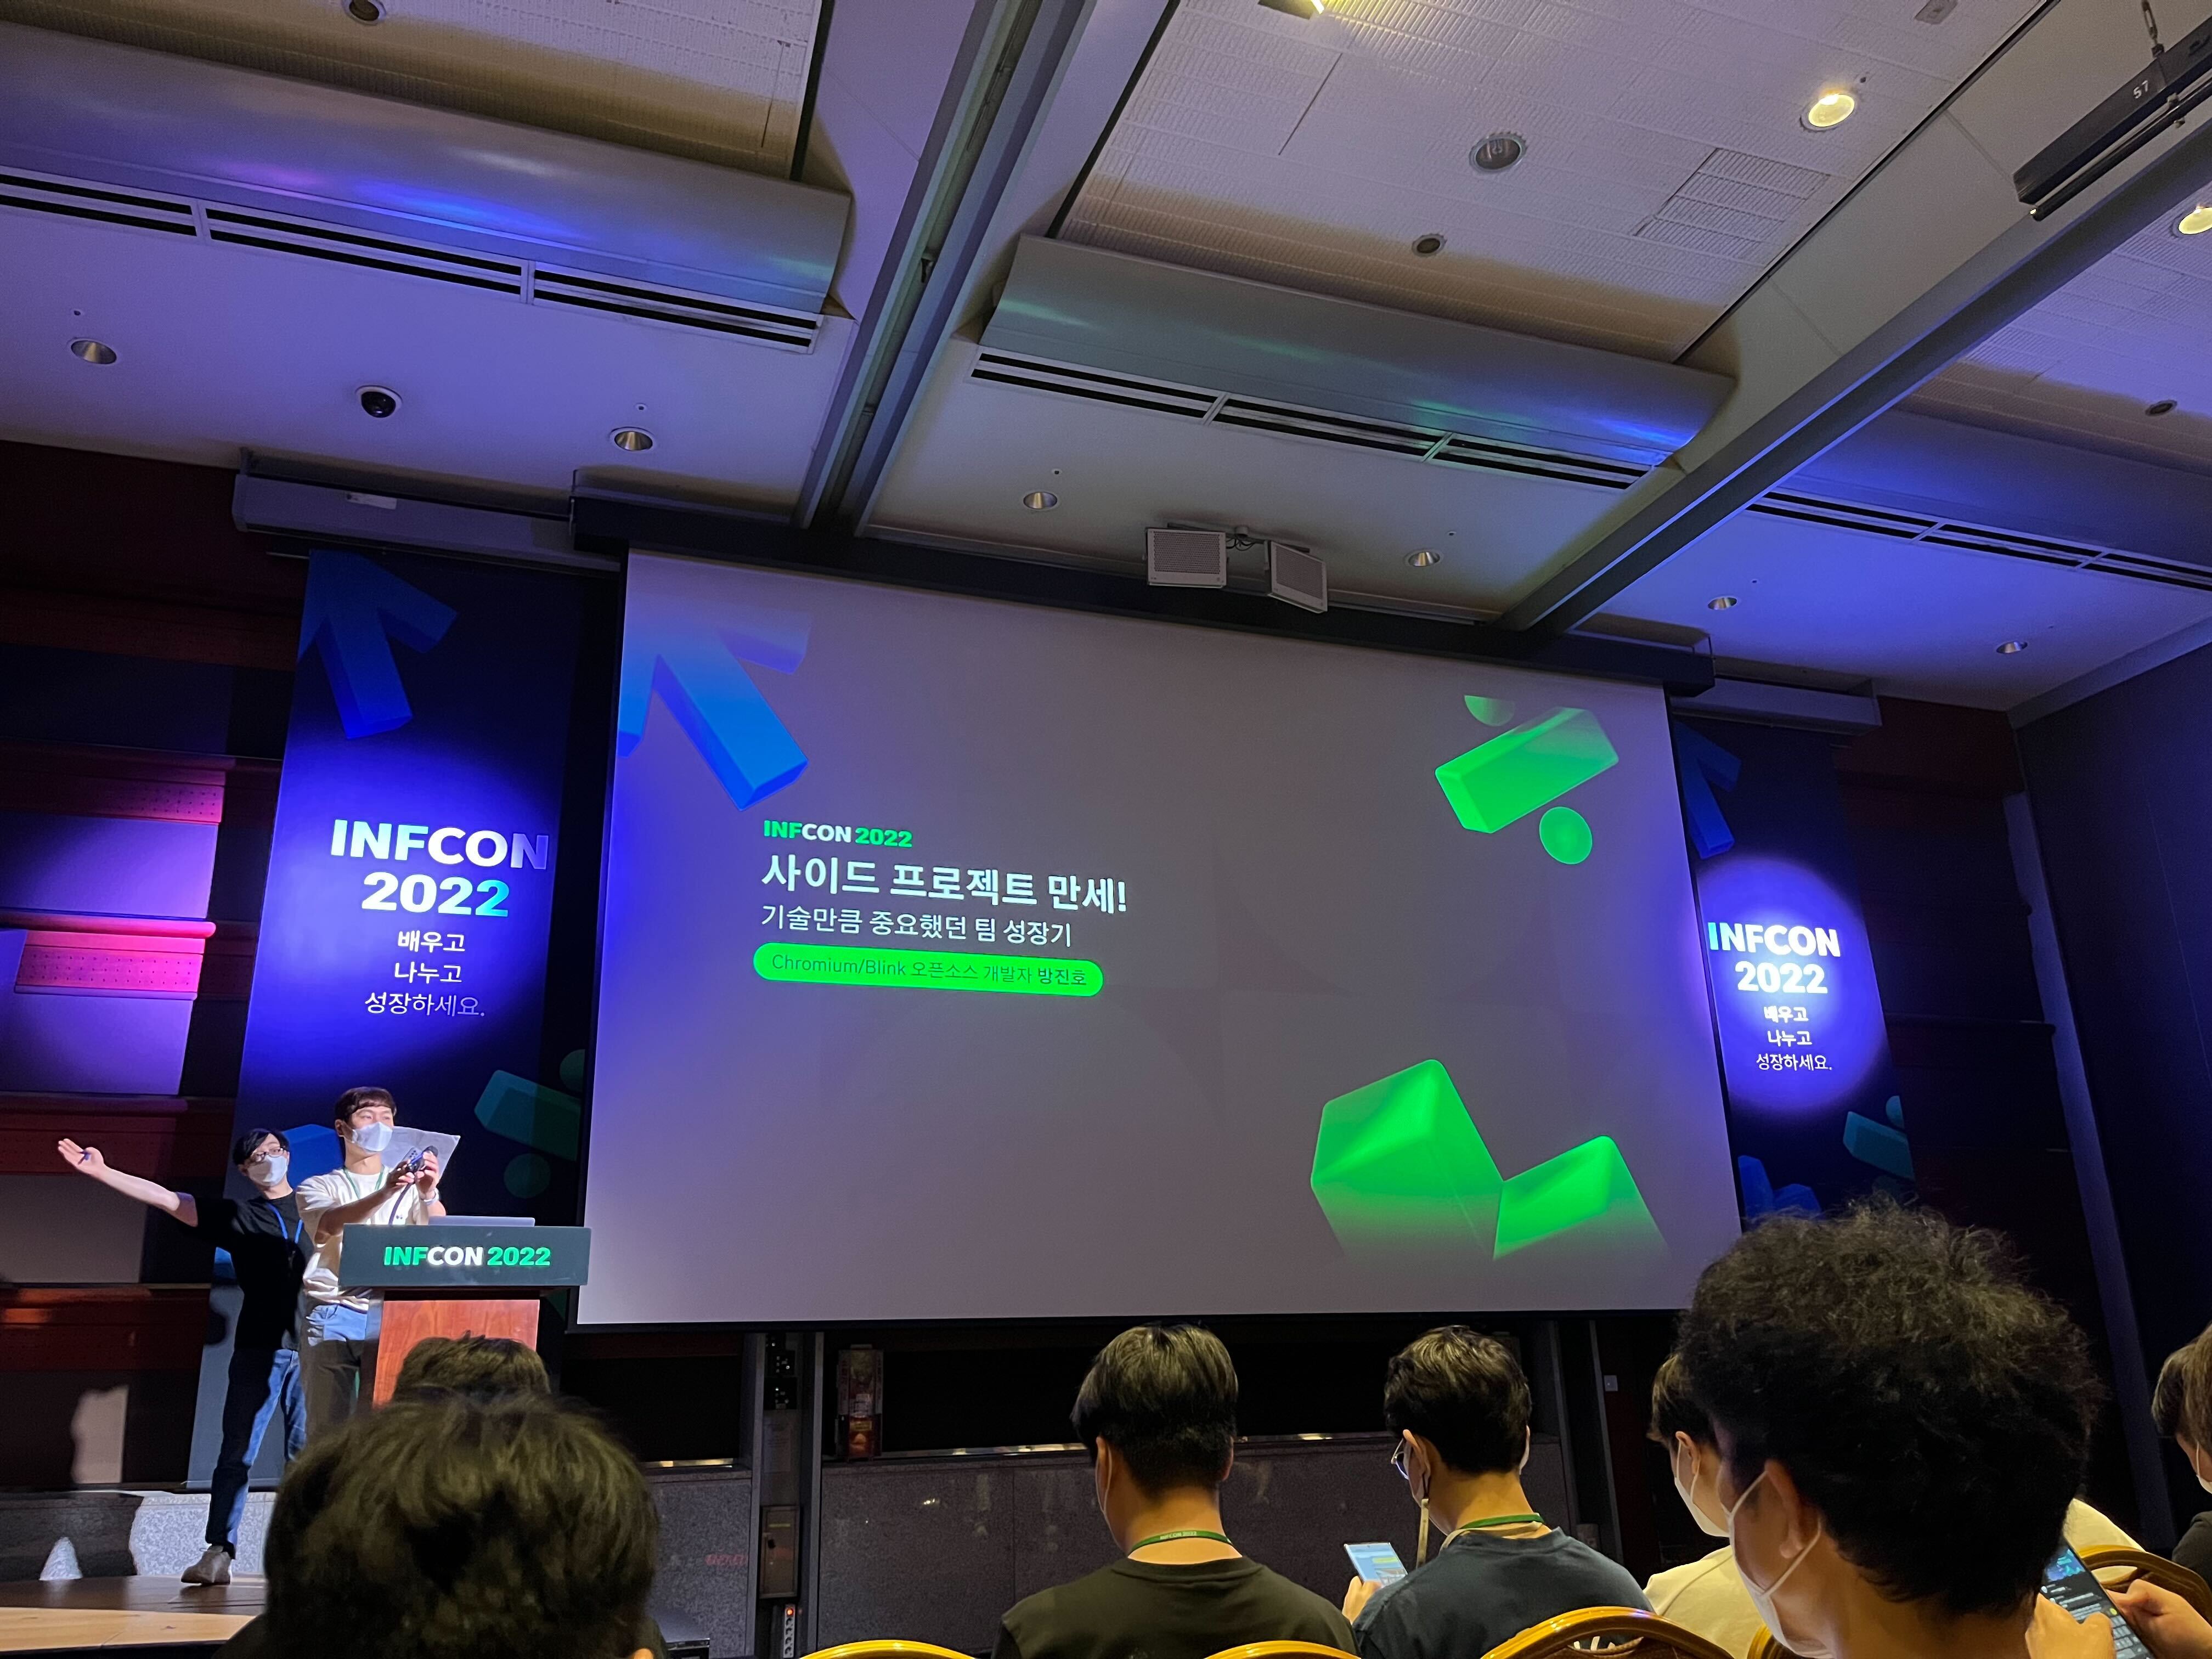 57
INFCON
2022
배우고
나누고
성장하세요.
INFCON 2022
사이드 프로젝트 만세!
기술만큼 중요했던 팀 성장기
Chromium/Blink 오픈소스 개발자 방진호
INFCON
2022
배우고
나누고
성장하세요.
INFCON 2022
INFCON 2022